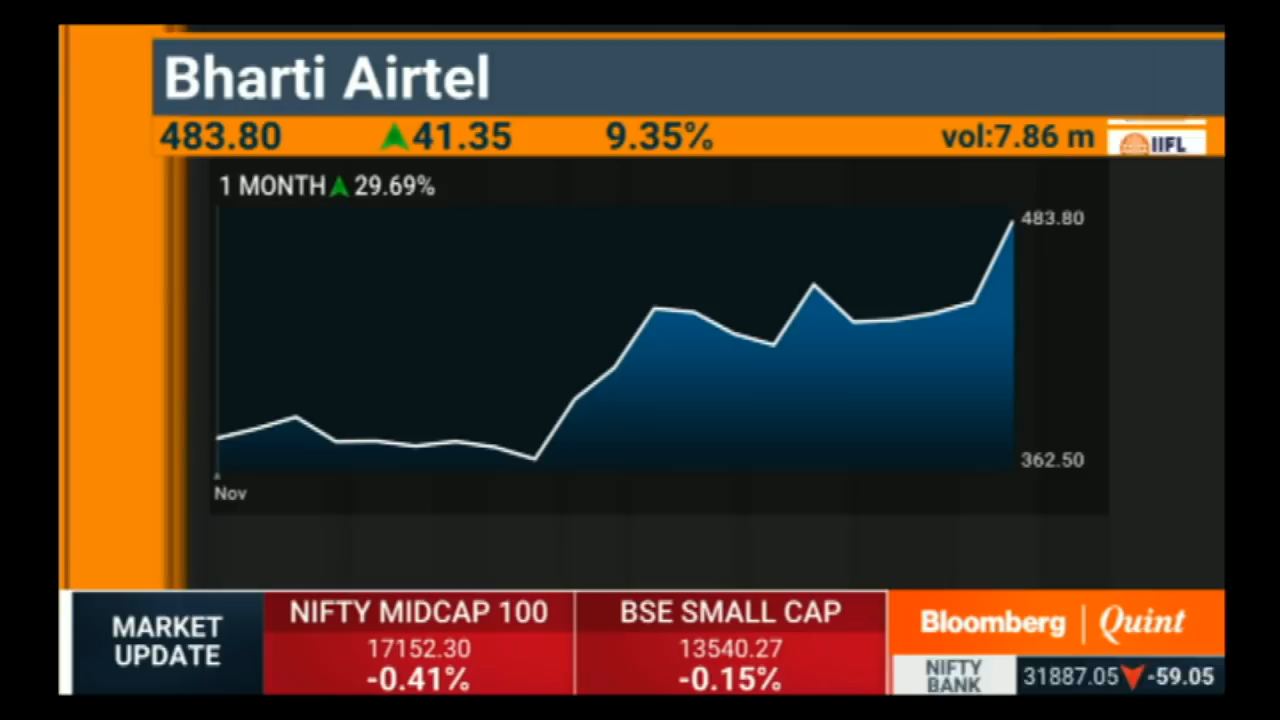 Bharti Airtel
483.80 ▲41.35 9.35% vol:7.86 m IIFL
1 MONTH ▲ 29.69%
483.80
362.50
Nov
MARKET
UPDATE
NIFTY MIDCAP 100
17152.30
-0.41%
BSE SMALL CAP
13540.27
-0.15%
Bloomberg | Quint
NIFTY
BANK
31887.05 ▼ -59.05